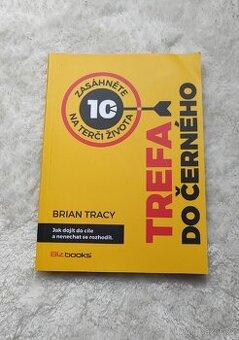 ZASÁHNĚTE
10
NA TERČI ŽIVOTA
TREFA
DO ČERNÉHO
BRIAN TRACY
Jak dojít do cíle
a nenechat se rozhodit.
Bizbooks